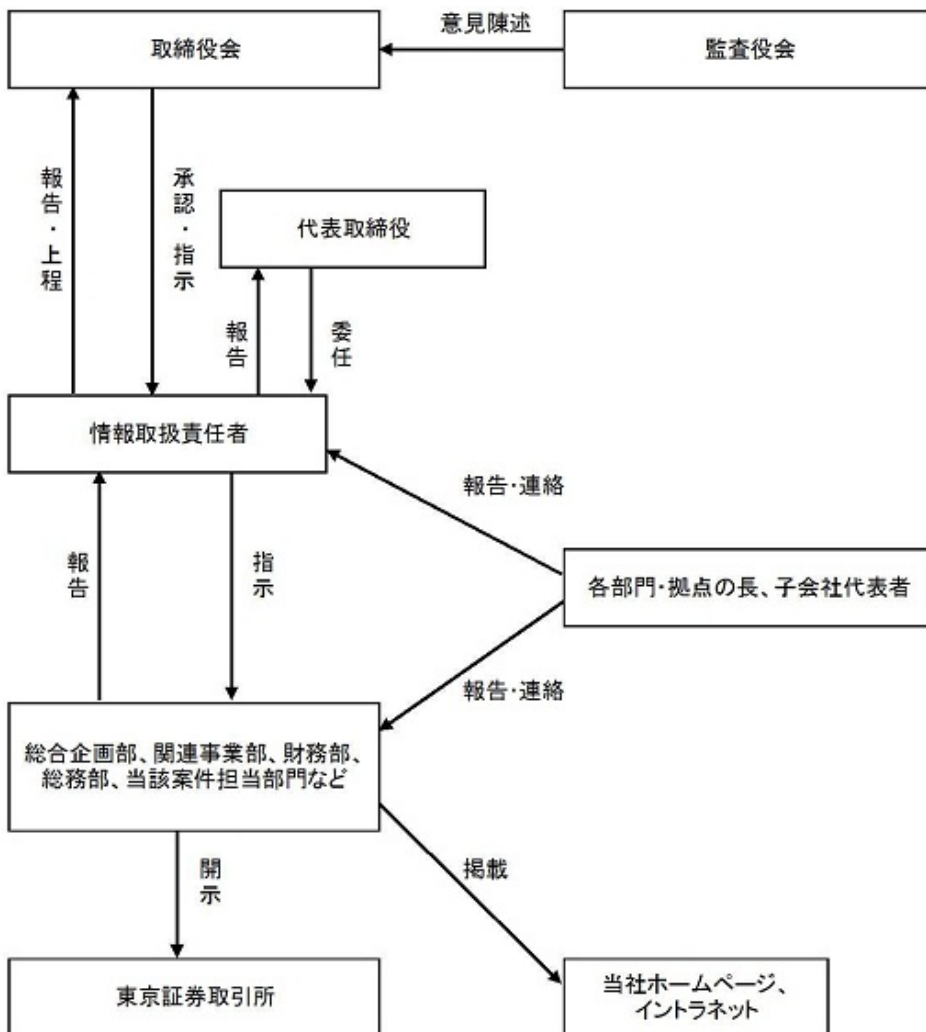 意見陳述
取締役会
監査役会
報告・上程
承認・指示
代表取締役
報告
委任
情報取扱責任者
報告・連絡
報告
指示
各部門・拠点の長、子会社代表者
報告・連絡
総合企画部、関連事業部、財務部、
総務部、当該案件担当部門など
開示
掲載
東京証券取引所
当社ホームページ、
イントラネット